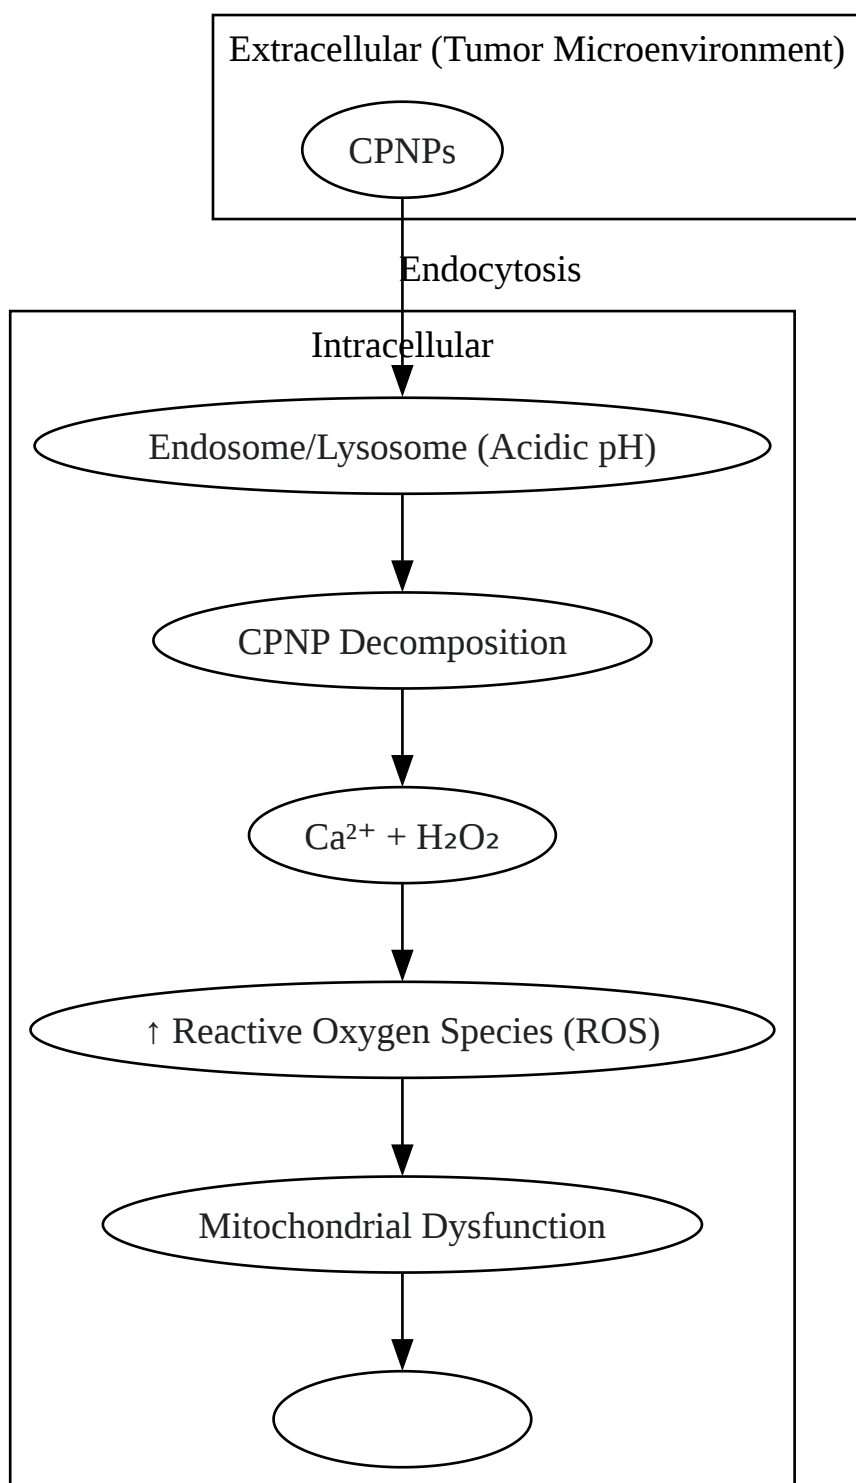 Extracellular (Tumor Microenvironment)
CPNPs
Endocytosis
Intracellular
Endosome/Lysosome (Acidic pH)
CPNP Decomposition
Ca²⁺ + H₂O₂
↑ Reactive Oxygen Species (ROS)
Mitochondrial Dysfunction